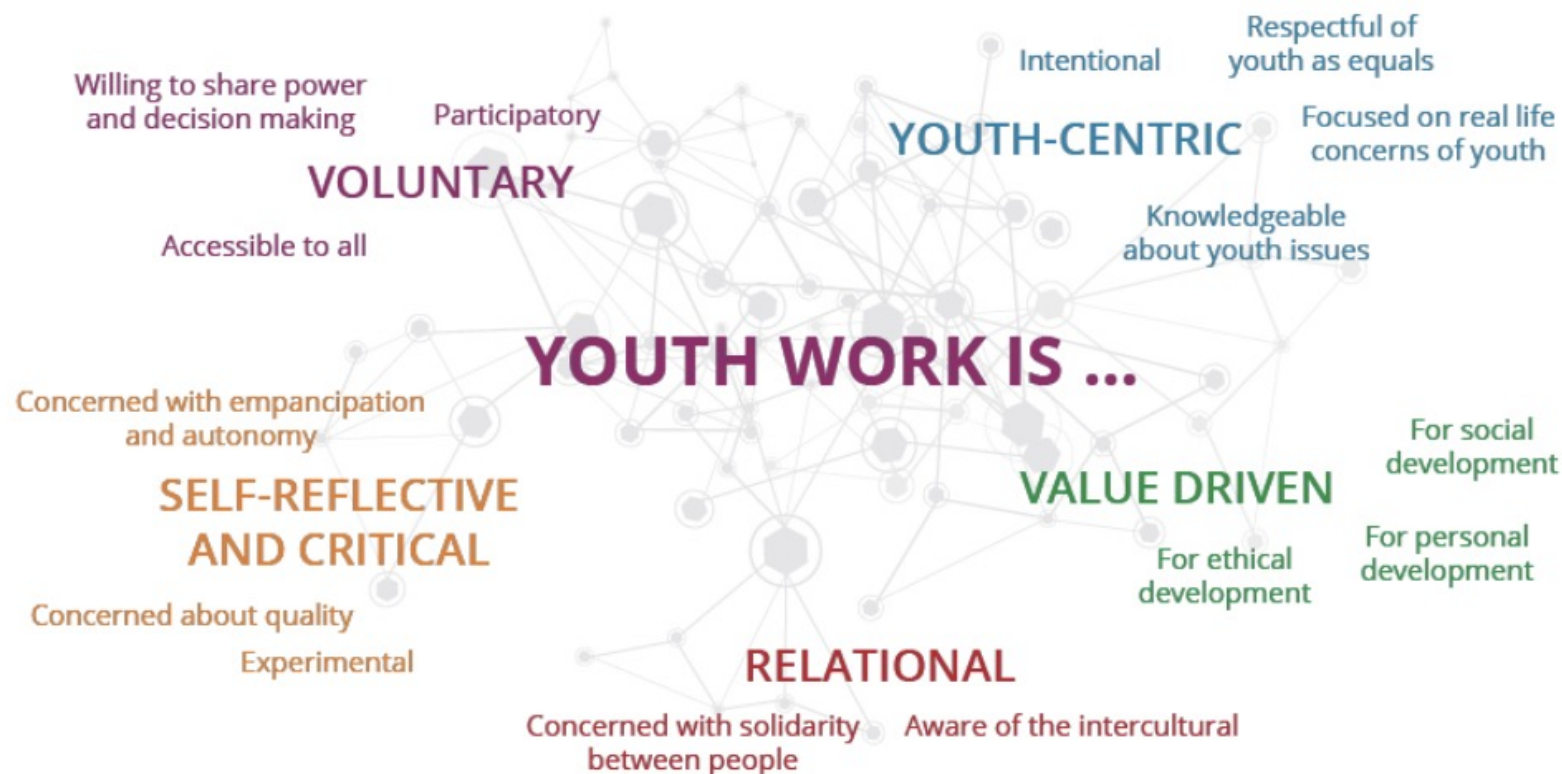 Willing to share power
and decision making
Participatory
VOLUNTARY
Accessible to all
Intentional
Respectful of
youth as equals
YOUTH-CENTRIC
Focused on real life
concerns of youth
Knowledgeable
about youth issues
YOUTH WORK IS ...
Concerned with empancipation
and autonomy
SELF-REFLECTIVE
AND CRITICAL
Concerned about quality
Experimental
For social
development
VALUE DRIVEN
For ethical
development
For personal
development
RELATIONAL
Concerned with solidarity
between people
Aware of the intercultural